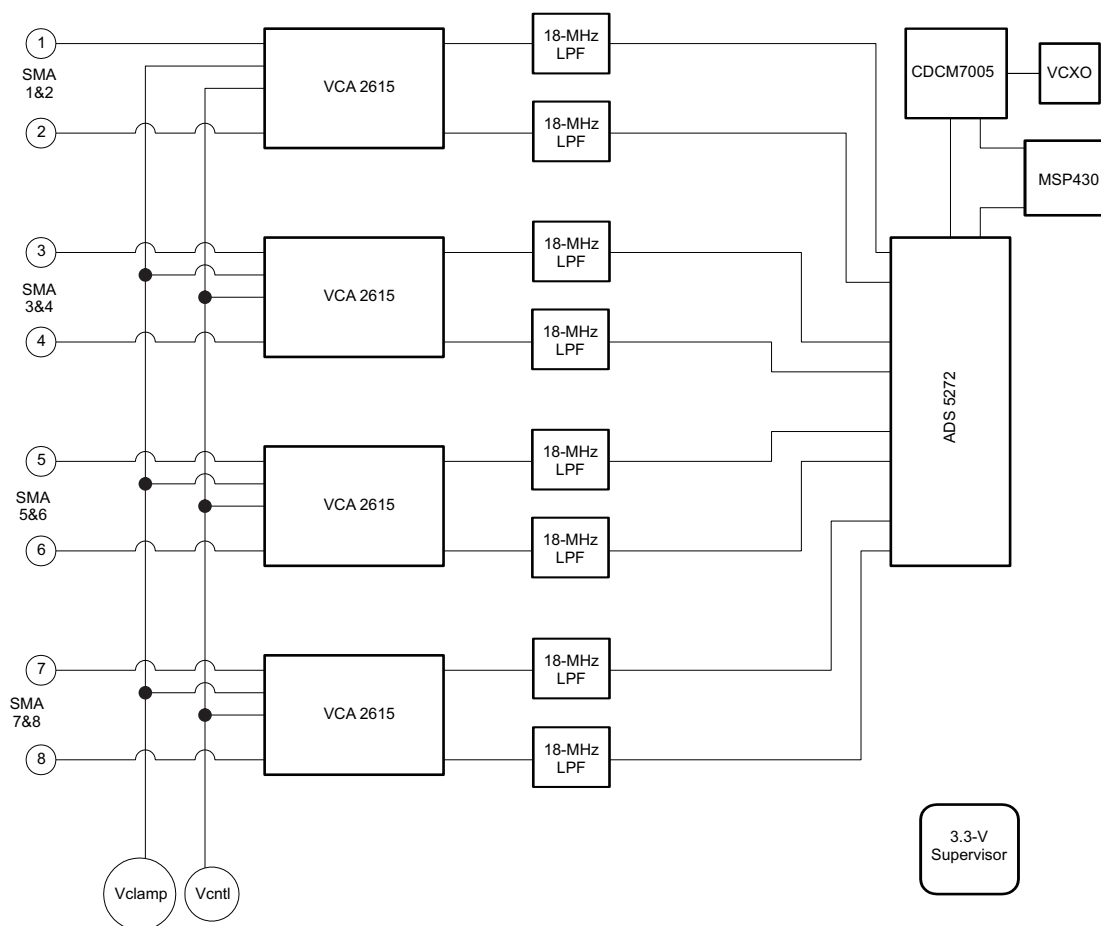 1
SMA
1&2
2
VCA 2615
18-MHz
LPF
18-MHz
LPF
CDCM7005
VCXO
MSP430
3
SMA
3&4
4
VCA 2615
18-MHz
LPF
18-MHz
LPF
ADS 5272
5
SMA
5&6
6
VCA 2615
18-MHz
LPF
18-MHz
LPF
7
SMA
7&8
8
VCA 2615
18-MHz
LPF
18-MHz
LPF
3.3-V
Supervisor
Vclamp
Vcntl